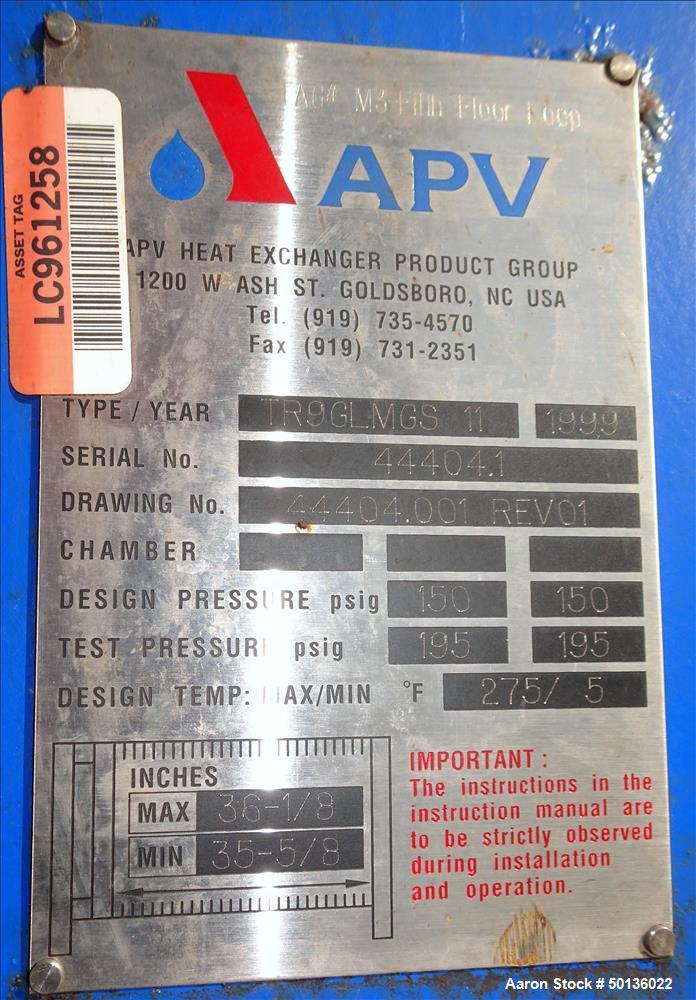 TAG# M3 Fifth Floor Loop
APV
ASSET TAG
LC961258
APV HEAT EXCHANGER PRODUCT GROUP
1200 W ASH ST. GOLDSBORO, NC USA
Tel. (919) 735-4570
Fax (919) 731-2351
TYPE / YEAR TR9GLMGS 11 1999
SERIAL No. 44404.1
DRAWING No. 44404.001 REV01
CHAMBER
DESIGN PRESSURE psig 150 150
TEST PRESSURE psig 195 195
DESIGN TEMP: MAX/MIN °F 275/ 5
INCHES
MAX 36-1/8
MIN 35-5/8
IMPORTANT :
The instructions in the
instruction manual are
to be strictly observed
during installation
and operation.
Aaron Stock # 50136022